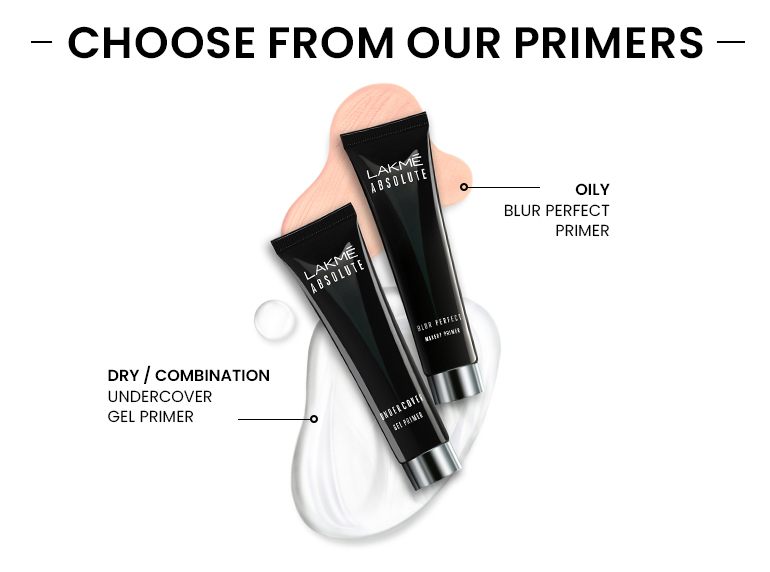 CHOOSE FROM OUR PRIMERS
LAKMÉ
ABSOLUTE
BLUR PERFECT
MAKEUP PRIMER
OILY
BLUR PERFECT
PRIMER
LAKMÉ
ABSOLUTE
UNDERCOVER
GEL PRIMER
DRY / COMBINATION
UNDERCOVER
GEL PRIMER